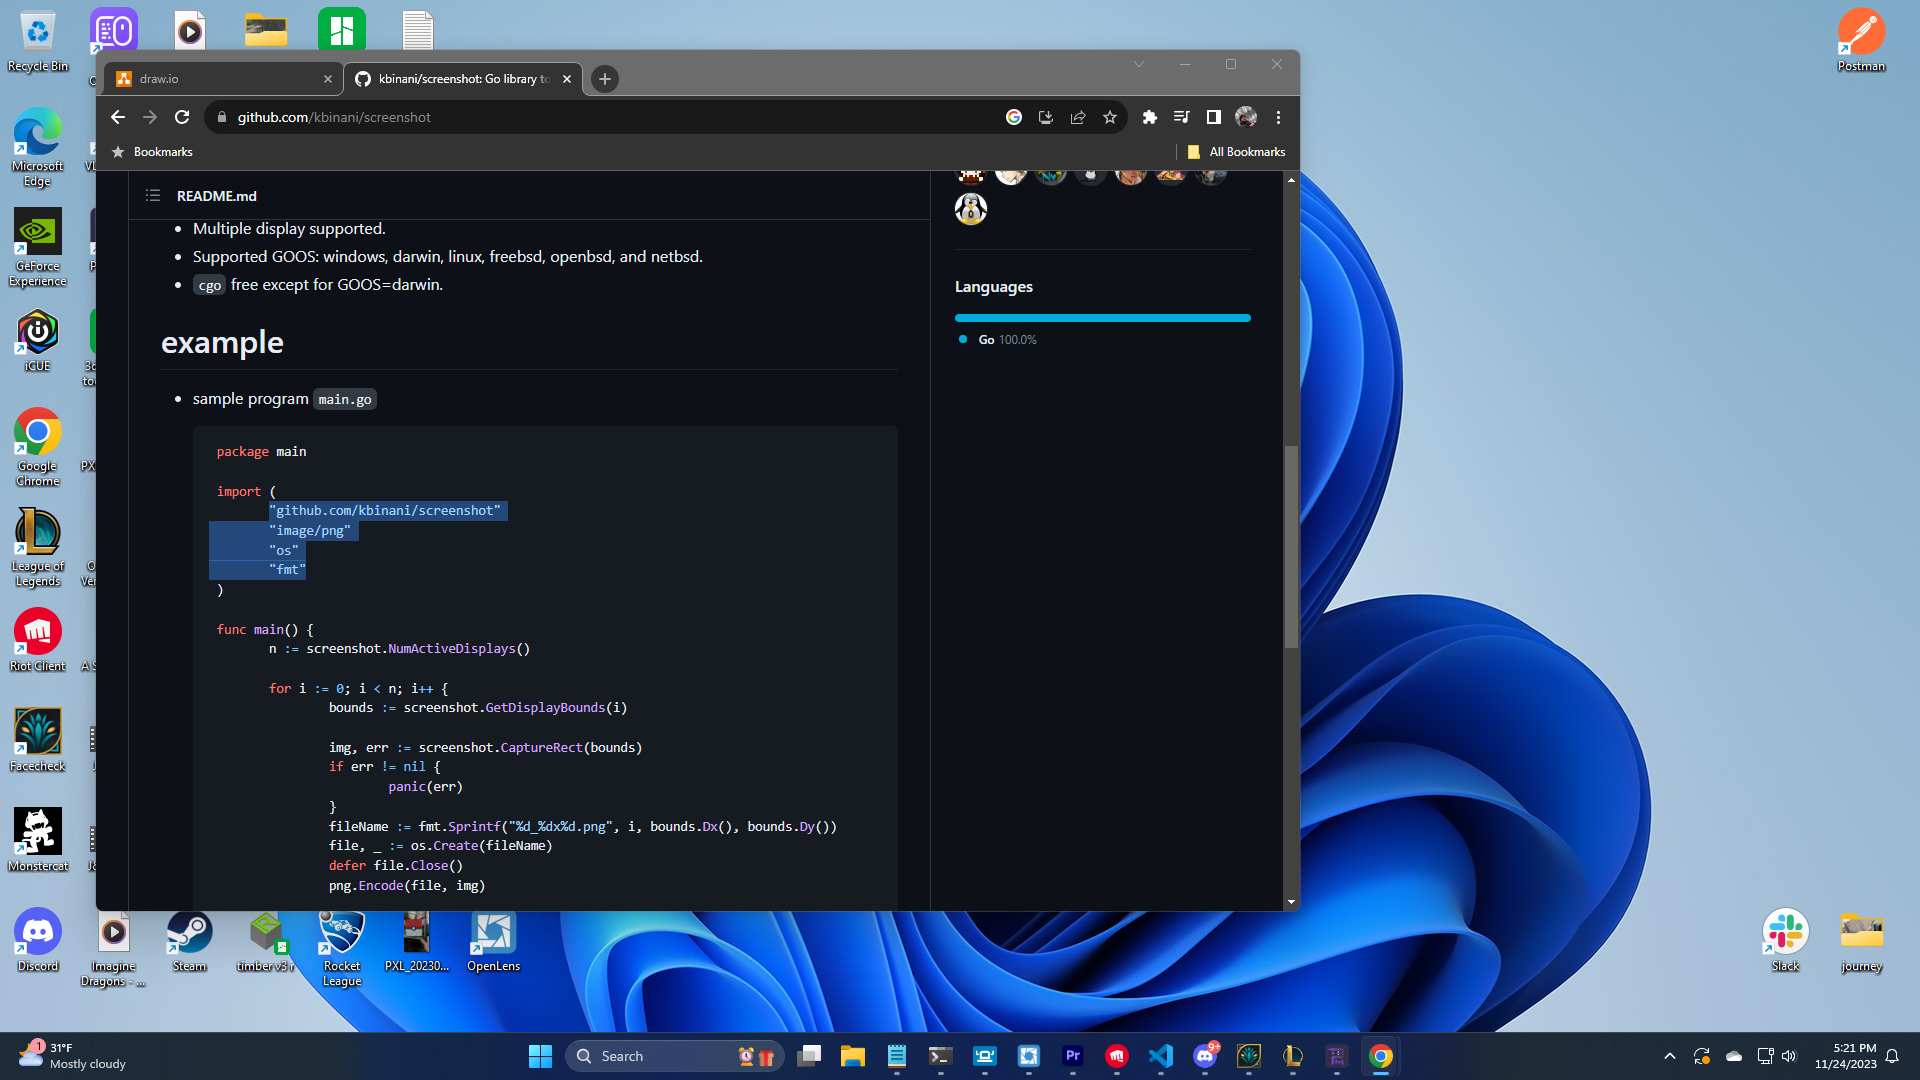 Recycle Bin
Postman
draw.io
kbinani/screenshot: Go library to
github.com/kbinani/screenshot
Bookmarks
All Bookmarks
README.md
Multiple display supported.
Supported GOOS: windows, darwin, linux, freebsd, openbsd, and netbsd.
cgo free except for GOOS=darwin.
example
sample program main.go
package main
import (
"github.com/kbinani/screenshot"
"image/png"
"os"
"fmt"
)
func main() {
n := screenshot.NumActiveDisplays()
for i := 0; i < n; i++ {
bounds := screenshot.GetDisplayBounds(i)
img, err := screenshot.CaptureRect(bounds)
if err != nil {
panic(err)
}
fileName := fmt.Sprintf("%d_%dx%d.png", i, bounds.Dx(), bounds.Dy())
file, _ := os.Create(fileName)
defer file.Close()
png.Encode(file, img)
Languages
Go 100.0%
Microsoft
Edge
GeForce
Experience
iCUE
Google
Chrome
League of
Legends
Riot Client
Facecheck
Monstercat
Discord
Imagine
Dragons - ...
Steam
timber v3 r
Rocket
League
PXL_20230...
OpenLens
Slack
journey
1
31°F
Mostly cloudy
Search
Pr
9+
5:21 PM
11/24/2023